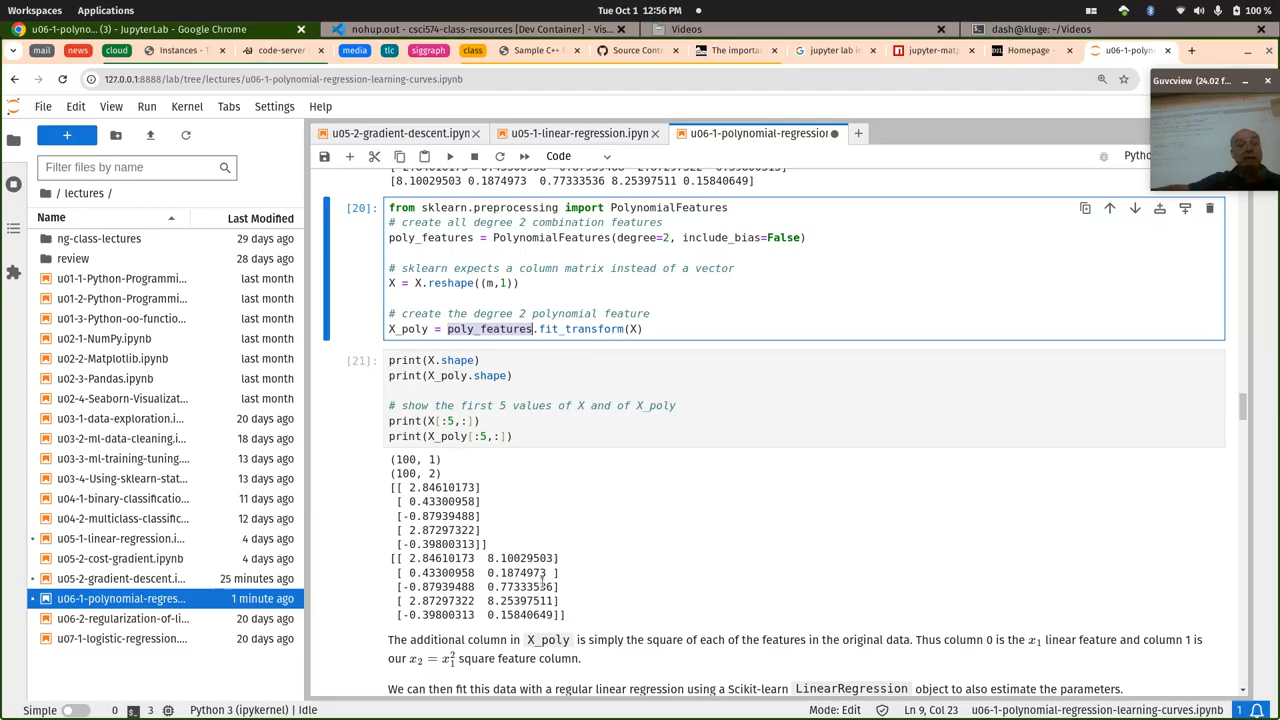 Workspaces Applications Tue Oct 1 12:56 PM 100 %
u06-1-polyno... (3) - JupyterLab - Google Chrome
nohup.out - csci574-class-resources [Dev Container] - Vis...
Videos
dash@kluge: ~/Videos
mail news cloud Instances - T code-server media tlc siggraph class Sample C++ Source Cont The importa jupyter lab j jupyter-mat Homepage - u06-1-polyn
127.0.0.1:8888/lab/tree/lectures/u06-1-polynomial-regression-learning-curves.ipynb
Guvcview (24.02 f...
File Edit View Run Kernel Tabs Settings Help
u05-2-gradient-descent.ipyn
u05-1-linear-regression.ipyn
u06-1-polynomial-regression
Filter files by name
Code
Pytho
/ lectures /
Name Last Modified
ng-class-lectures 29 days ago
review 28 days ago
u01-1-Python-Programmi... last month
u01-2-Python-Programmi... last month
u01-3-Python-oo-functio... last month
u02-1-NumPy.ipynb last month
u02-2-Matplotlib.ipynb last month
u02-3-Pandas.ipynb last month
u02-4-Seaborn-Visualizat... last month
u03-1-data-exploration.i... 20 days ago
u03-2-ml-data-cleaning.i... 18 days ago
u03-3-ml-training-tuning.... 13 days ago
u03-4-Using-sklearn-stat... 13 days ago
u04-1-binary-classificatio... 11 days ago
u04-2-multiclass-classific... 12 days ago
u05-1-linear-regression.i... 4 days ago
u05-2-cost-gradient.ipynb 4 days ago
u05-2-gradient-descent.i... 25 minutes ago
u06-1-polynomial-regres... 1 minute ago
u06-2-regularization-of-li... 20 days ago
u07-1-logistic-regression.... 20 days ago
[8.10029503 0.1874973 0.77333536 8.25397511 0.15840649]
[20]: from sklearn.preprocessing import PolynomialFeatures
# create all degree 2 combination features
poly_features = PolynomialFeatures(degree=2, include_bias=False)
# sklearn expects a column matrix instead of a vector
X = X.reshape((m,1))
# create the degree 2 polynomial feature
X_poly = poly_features.fit_transform(X)
[21]: print(X.shape)
print(X_poly.shape)
# show the first 5 values of X and of X_poly
print(X[:5,:])
print(X_poly[:5,:])
(100, 1)
(100, 2)
[[ 2.84610173]
[ 0.43300958]
[-0.87939488]
[ 2.87297322]
[-0.39800313]]
[[ 2.84610173 8.10029503]
[ 0.43300958 0.1874973 ]
[-0.87939488 0.77333536]
[ 2.87297322 8.25397511]
[-0.39800313 0.15840649]]
The additional column in X_poly is simply the square of each of the features in the original data. Thus column 0 is the x₁ linear feature and column 1 is
our x₂ = x₁² square feature column.
We can then fit this data with a regular linear regression using a Scikit-learn LinearRegression object to also estimate the parameters.
Simple 0 3 Python 3 (ipykernel) | Idle Mode: Edit Ln 9, Col 23 u06-1-polynomial-regression-learning-curves.ipynb 1